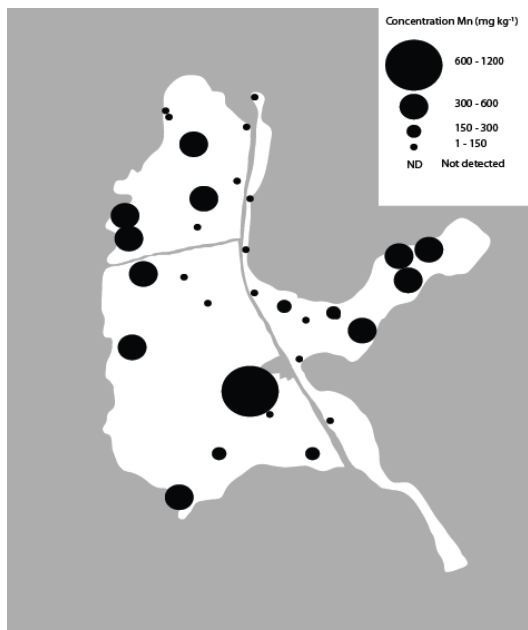 Concentration Mn (mg kg⁻¹)
600 - 1200
300 - 600
150 - 300
1 - 150
ND Not detected